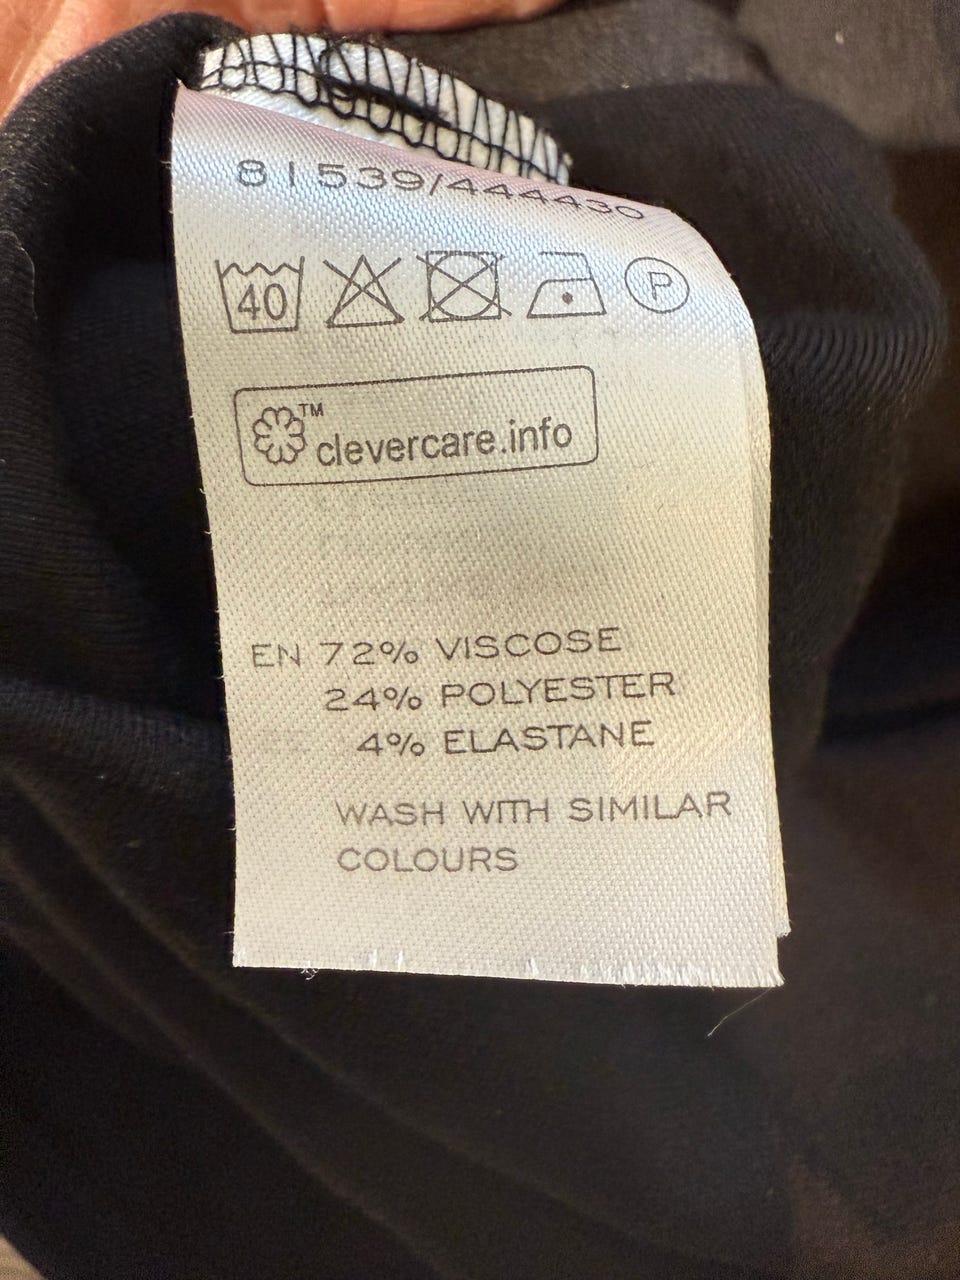 81539/444430
40
P
TM
clevercare.info
EN 72% VISCOSE
24% POLYESTER
4% ELASTANE
WASH WITH SIMILAR
COLOURS